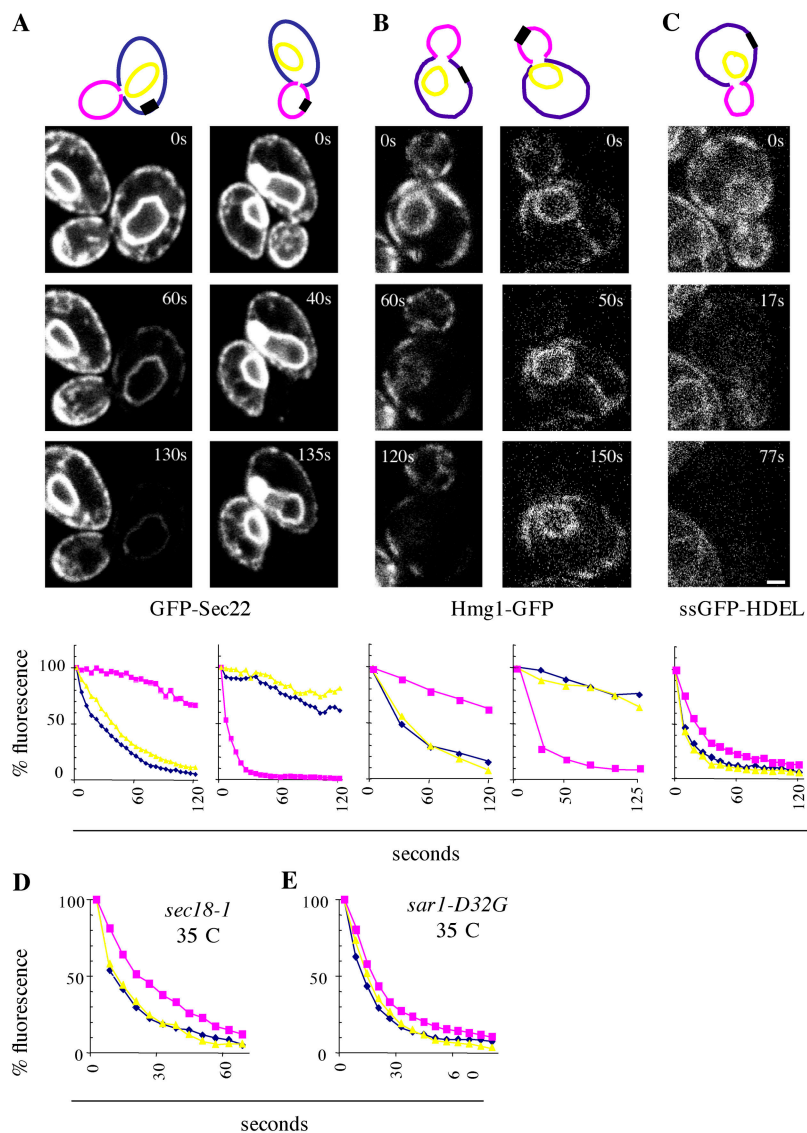 A B C
0s 0s 0s 0s 0s
60s 40s 60s 50s 17s
130s 135s 120s 150s 77s
GFP-Sec22 Hmg1-GFP ssGFP-HDEL
% fluorescence
100
50
0
0 60 120
0 60 120
0 60 120
0 50 125
0 60 120
seconds
D E
sec18-1
35 C
sar1-D32G
35 C
% fluorescence
100
50
0
0 30 60
100
50
0
0 30 6 0
seconds